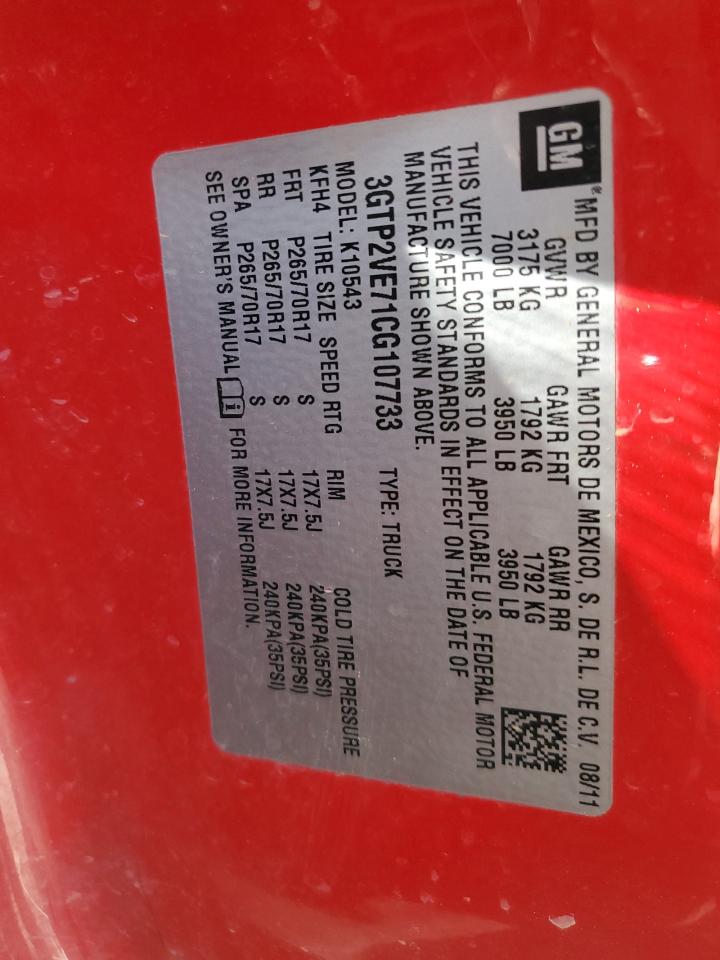 GM
® MFD BY GENERAL MOTORS DE MEXICO, S. DE R.L. DE C.V. 08/11
GVWR GAWR FRT GAWR RR
3175 KG 1792 KG 1792 KG
7000 LB 3950 LB 3950 LB
THIS VEHICLE CONFORMS TO ALL APPLICABLE U.S. FEDERAL MOTOR
VEHICLE SAFETY STANDARDS IN EFFECT ON THE DATE OF
MANUFACTURE SHOWN ABOVE.
3GTP2VE71CG107733 TYPE: TRUCK
MODEL: K10543
KFH4 TIRE SIZE SPEED RTG RIM COLD TIRE PRESSURE
FRT P265/70R17 S 17X7.5J 240KPA(35PSI)
RR P265/70R17 S 17X7.5J 240KPA(35PSI)
SPA P265/70R17 S 17X7.5J 240KPA(35PSI)
SEE OWNER'S MANUAL i FOR MORE INFORMATION.